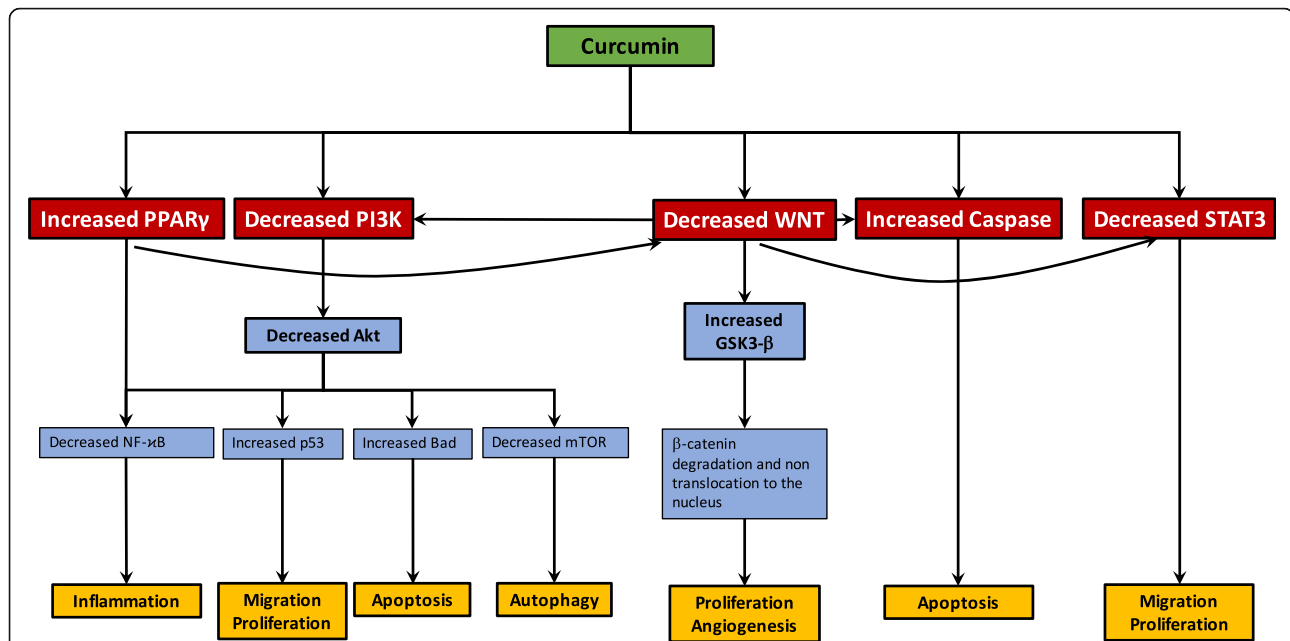 Curcumin
Increased PPARγ
Decreased PI3K
Decreased WNT
Increased Caspase
Decreased STAT3
Decreased Akt
Increased
GSK3-β
Decreased NF-ϰB
Increased p53
Increased Bad
Decreased mTOR
β-catenin
degradation and non
translocation to the
nucleus
Inflammation
Migration
Proliferation
Apoptosis
Autophagy
Proliferation
Angiogenesis
Apoptosis
Migration
Proliferation